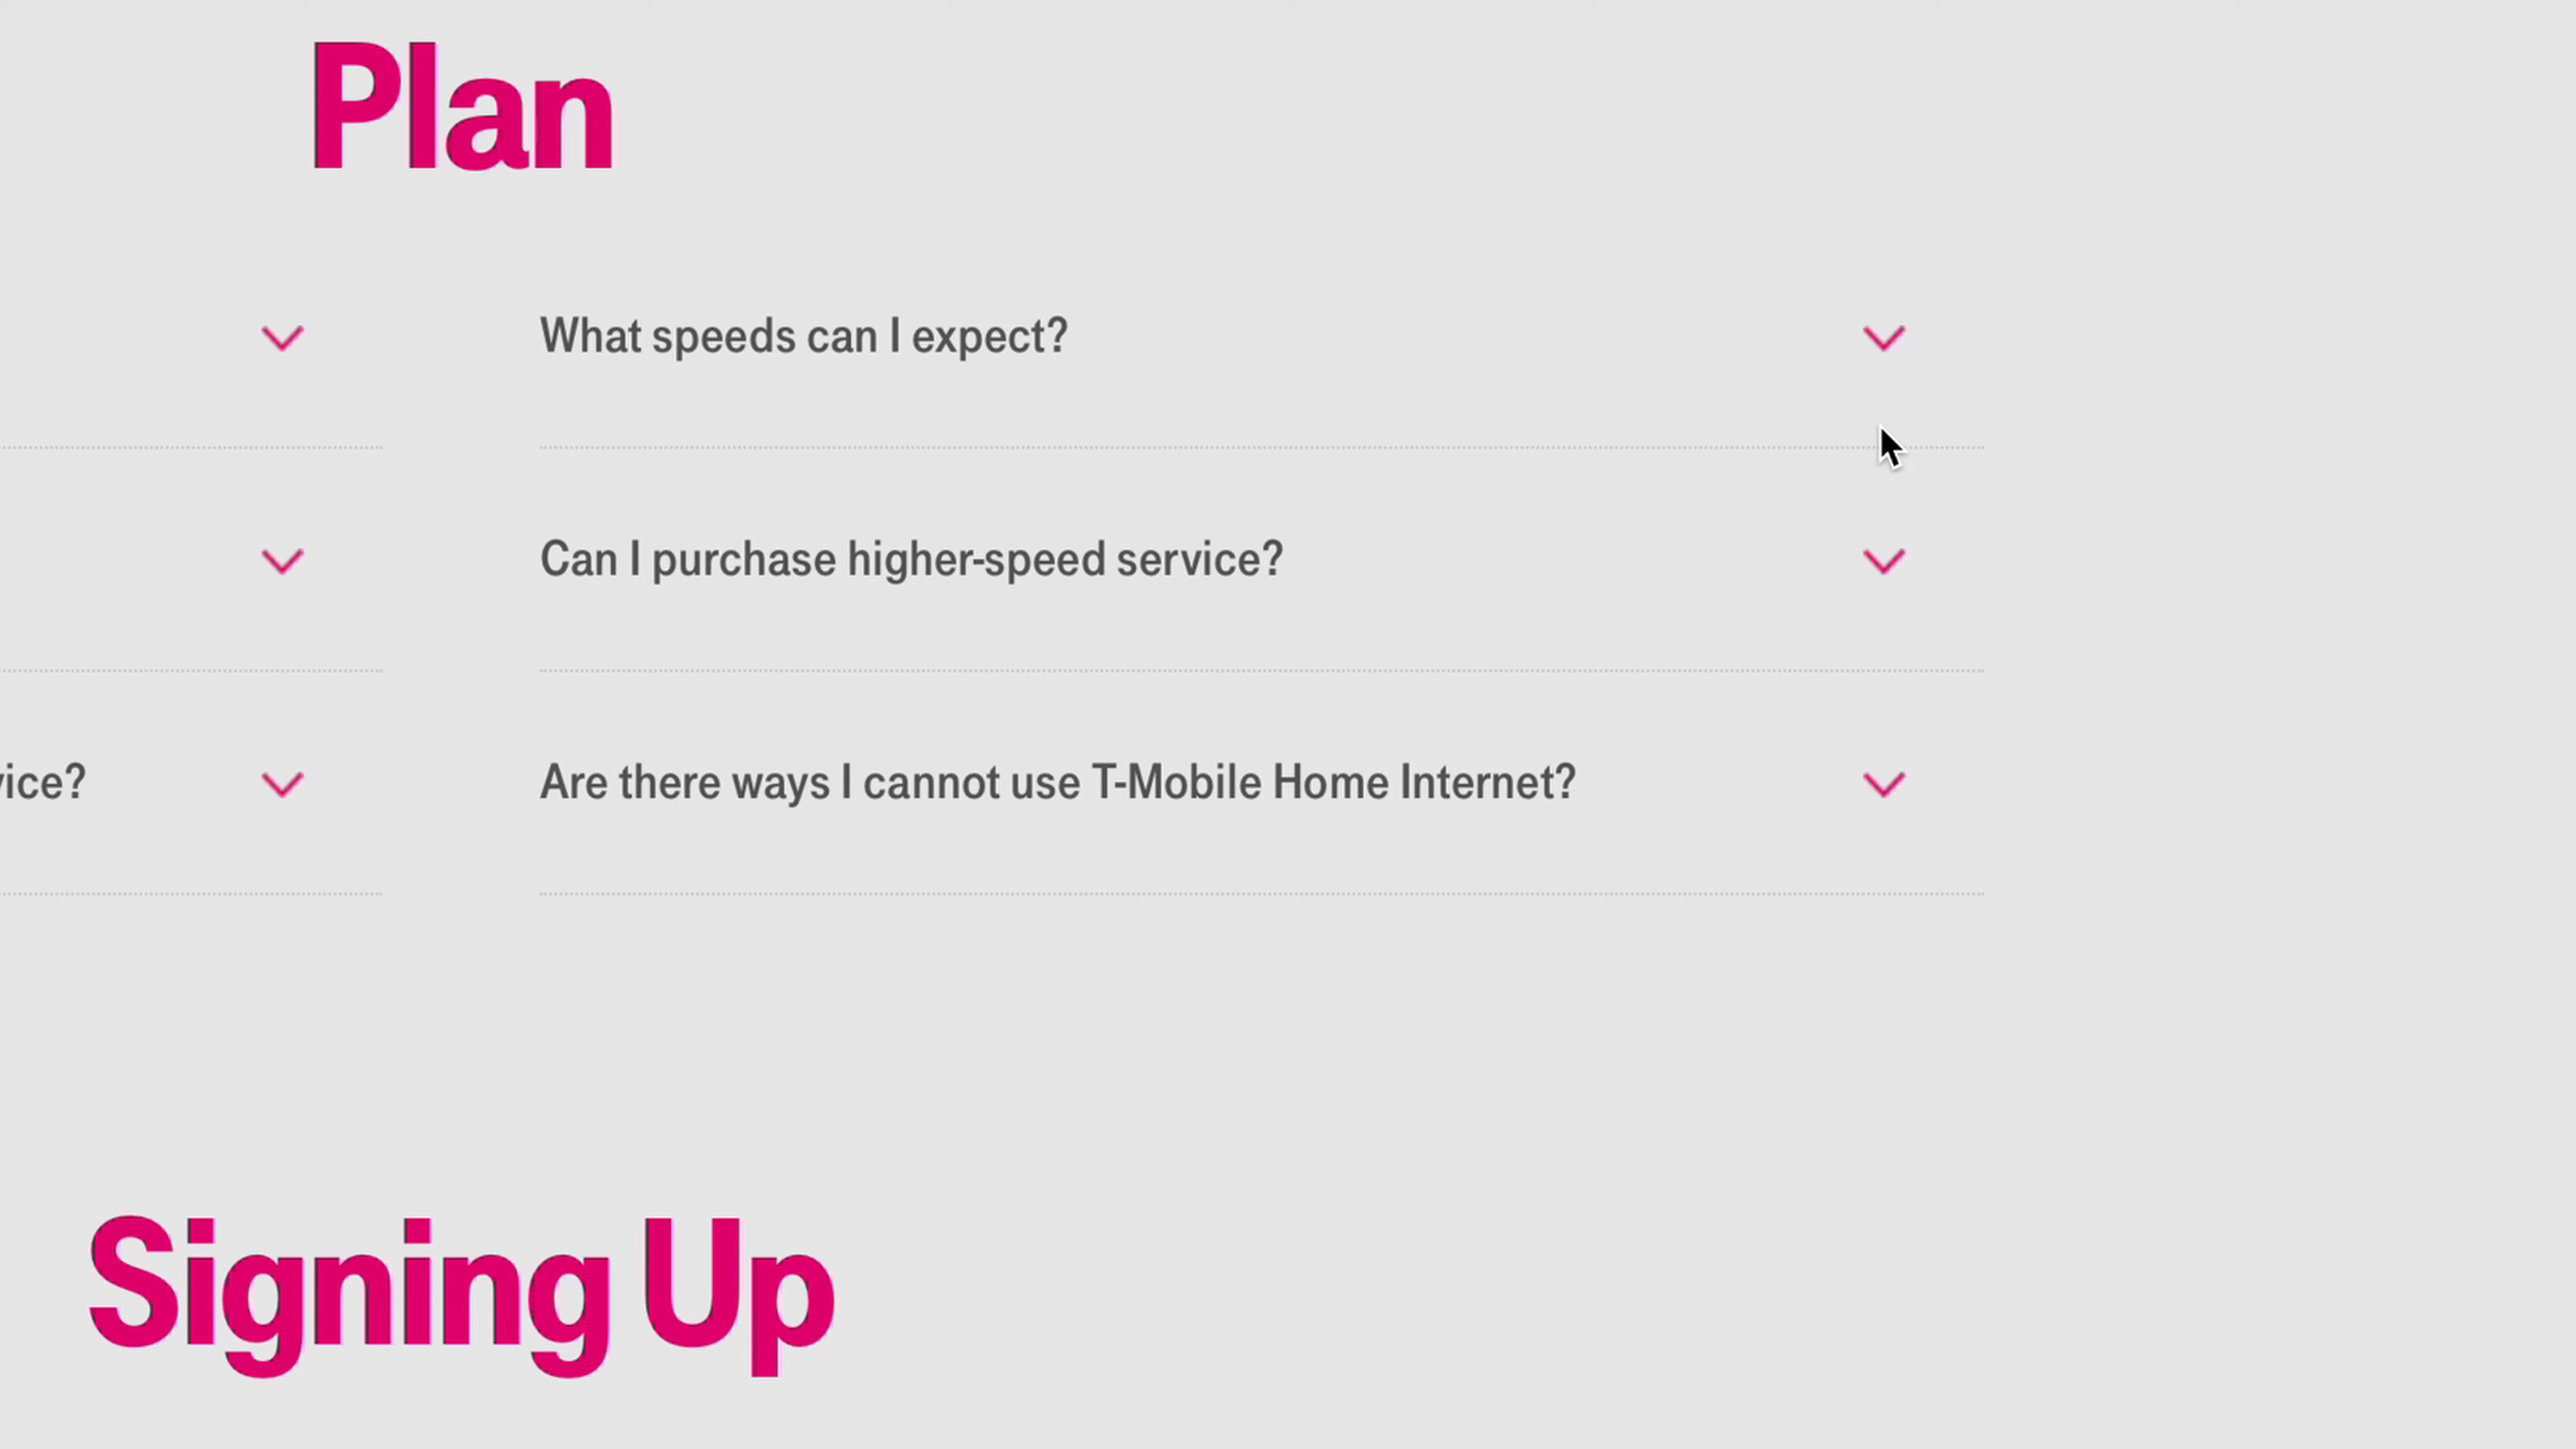 Plan
What speeds can I expect?
Can I purchase higher-speed service?
Are there ways I cannot use T-Mobile Home Internet?
Signing Up